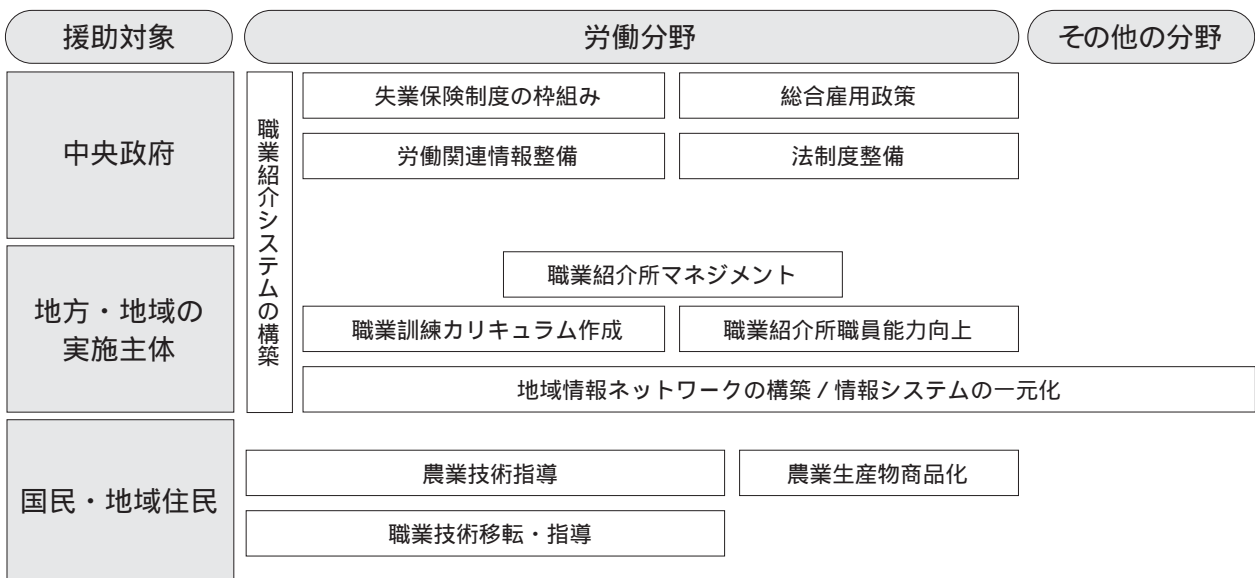 援助対象
労働分野
その他の分野
中央政府
職業紹介システムの構築
失業保険制度の枠組み
総合雇用政策
労働関連情報整備
法制度整備
地方・地域の
実施主体
職業紹介所マネジメント
職業訓練カリキュラム作成
職業紹介所職員能力向上
地域情報ネットワークの構築 / 情報システムの一元化
国民・地域住民
農業技術指導
農業生産物商品化
職業技術移転・指導